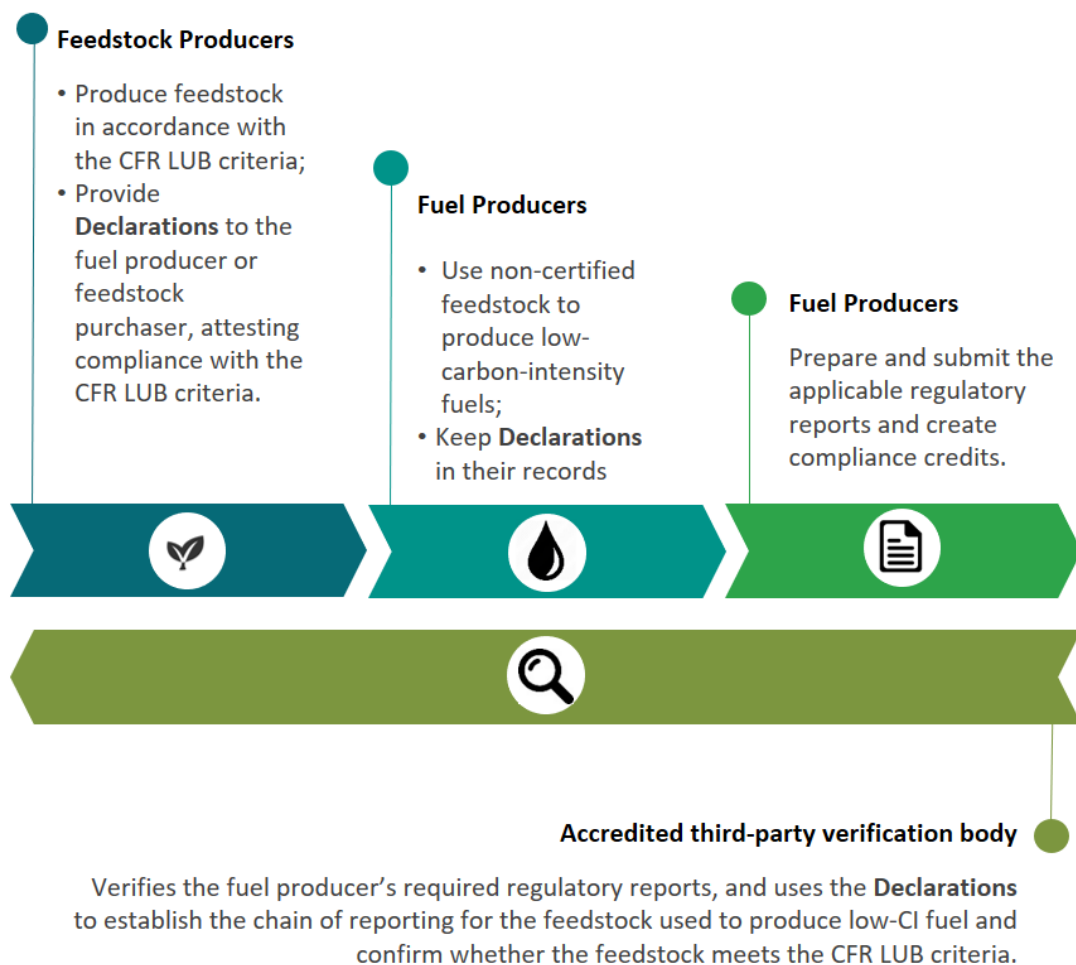 Feedstock Producers
• Produce feedstock
in accordance with
the CFR LUB criteria;
• Provide
Declarations to the
fuel producer or
feedstock
purchaser, attesting
compliance with the
CFR LUB criteria.
Fuel Producers
• Use non-certified
feedstock to
produce low-
carbon-intensity
fuels;
• Keep Declarations
in their records
Fuel Producers
Prepare and submit the
applicable regulatory
reports and create
compliance credits.
Accredited third-party verification body
Verifies the fuel producer’s required regulatory reports, and uses the Declarations
to establish the chain of reporting for the feedstock used to produce low-CI fuel and
confirm whether the feedstock meets the CFR LUB criteria.